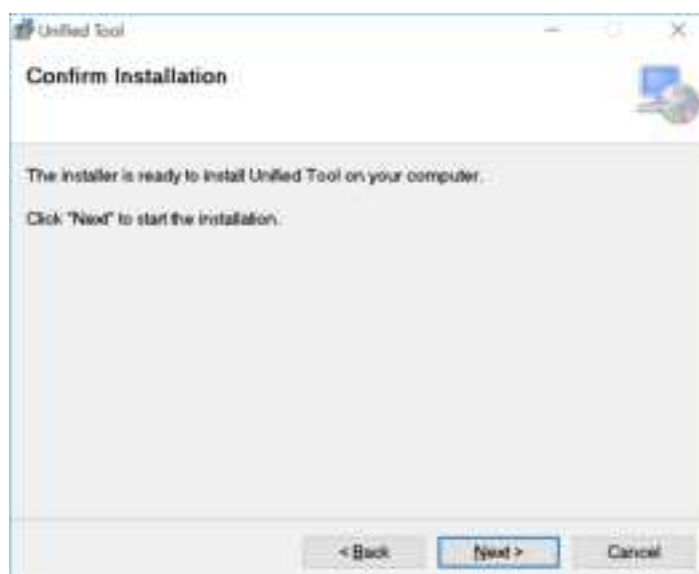 Unified Tool
Confirm Installation
The installer is ready to install Unified Tool on your computer.
Click "Next" to start the installation.
< Back
Next >
Cancel